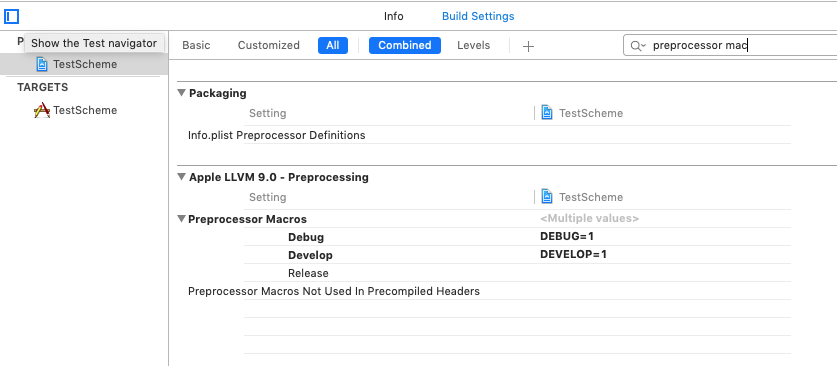 Info Build Settings
P
Show the Test navigator
Basic Customized All Combined Levels + preprocessor mac
TestScheme
TARGETS
TestScheme
Packaging
Setting TestScheme
Info.plist Preprocessor Definitions
Apple LLVM 9.0 - Preprocessing
Setting TestScheme
Preprocessor Macros <Multiple values>
Debug DEBUG=1
Develop DEVELOP=1
Release
Preprocessor Macros Not Used In Precompiled Headers